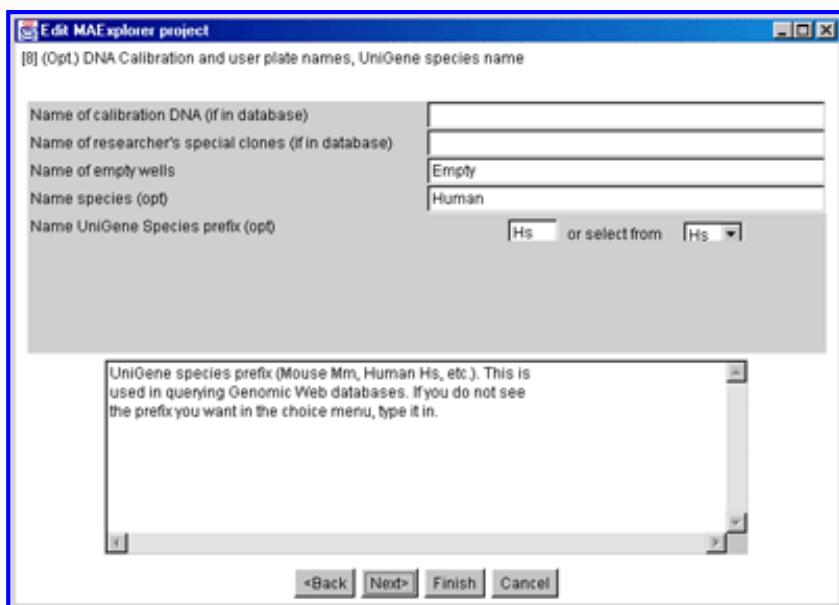 Edit MAExplorer project
[8] (Opt.) DNA Calibration and user plate names, UniGene species name
Name of calibration DNA (if in database)
Name of researcher's special clones (if in database)
Name of empty wells
Empty
Name species (opt)
Human
Name UniGene Species prefix (opt)
Hs or select from Hs
UniGene species prefix (Mouse Mm, Human Hs, etc.). This is
used in querying Genomic Web databases. If you do not see
the prefix you want in the choice menu, type it in.
<Back Next> Finish Cancel